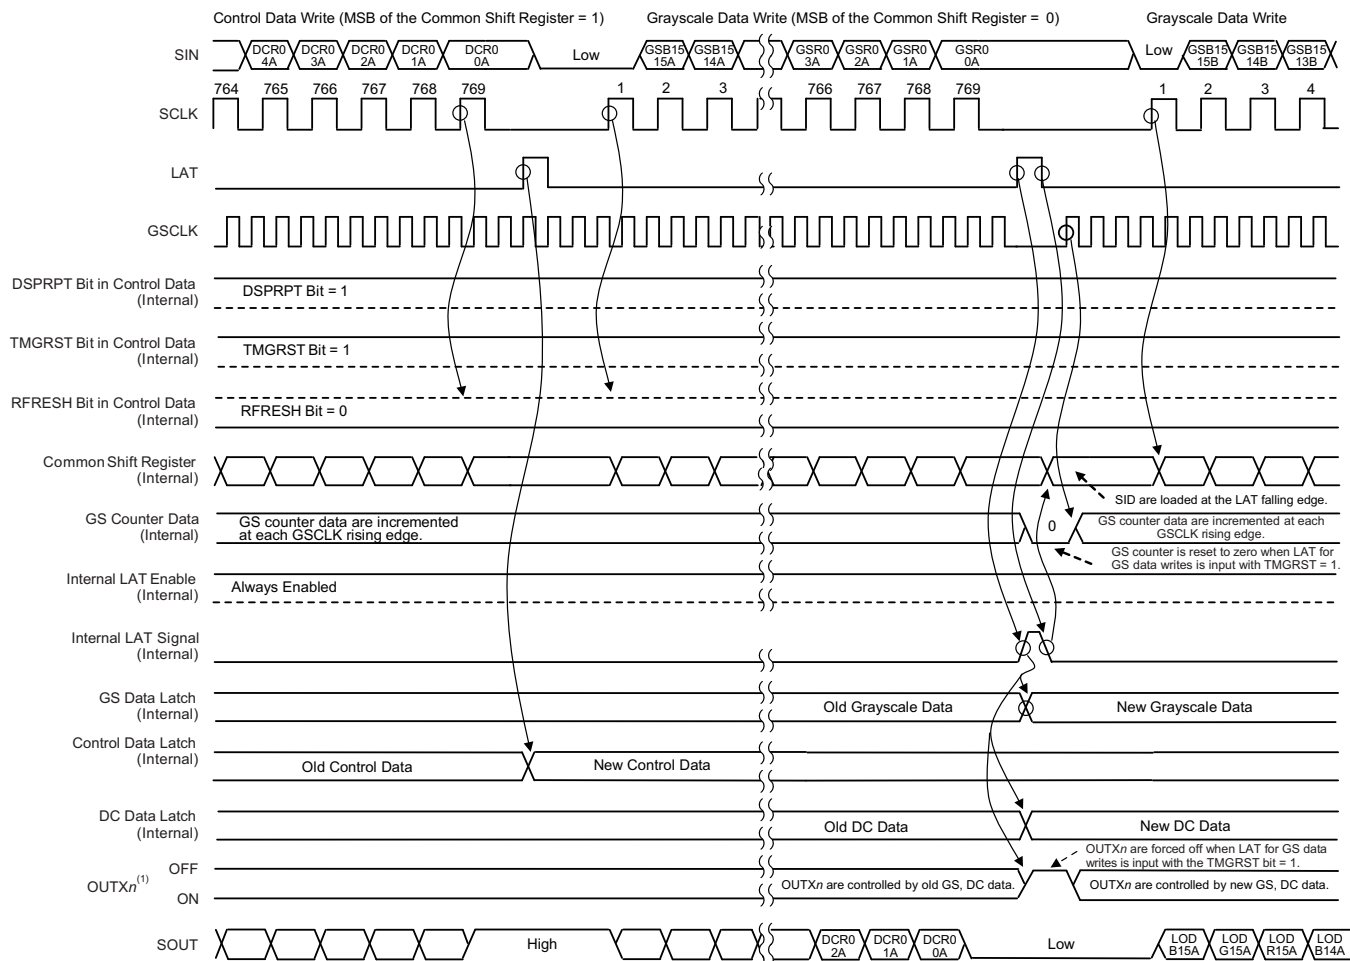 Control Data Write (MSB of the Common Shift Register = 1)
Grayscale Data Write (MSB of the Common Shift Register = 0)
Grayscale Data Write
SIN
DCR0 4A
DCR0 3A
DCR0 2A
DCR0 1A
DCR0 0A
Low
GSB15 15A
GSB15 14A
GSR0 3A
GSR0 2A
GSR0 1A
GSR0 0A
Low
GSB15 15B
GSB15 14B
GSB15 13B
SCLK
764 765 766 767 768 769 1 2 3 766 767 768 769 1 2 3 4
LAT
GSCLK
DSPRPT Bit in Control Data
(Internal)
DSPRPT Bit = 1
TMGRST Bit in Control Data
(Internal)
TMGRST Bit = 1
RFRESH Bit in Control Data
(Internal)
RFRESH Bit = 0
Common Shift Register
(Internal)
SID are loaded at the LAT falling edge.
GS Counter Data
(Internal)
GS counter data are incremented
at each GSCLK rising edge.
0
GS counter data are incremented at each
GSCLK rising edge.
GS counter is reset to zero when LAT for
GS data writes is input with TMGRST = 1.
Internal LAT Enable
(Internal)
Always Enabled
Internal LAT Signal
(Internal)
GS Data Latch
(Internal)
Old Grayscale Data
New Grayscale Data
Control Data Latch
(Internal)
Old Control Data
New Control Data
DC Data Latch
(Internal)
Old DC Data
New DC Data
OUTXn(1)
OFF
ON
OUTXn are controlled by old GS, DC data.
OUTXn are forced off when LAT for GS data
writes is input with the TMGRST bit = 1.
OUTXn are controlled by new GS, DC data.
SOUT
High
DCR0 2A
DCR0 1A
DCR0 0A
Low
LOD B15A
LOD G15A
LOD R15A
LOD B14A